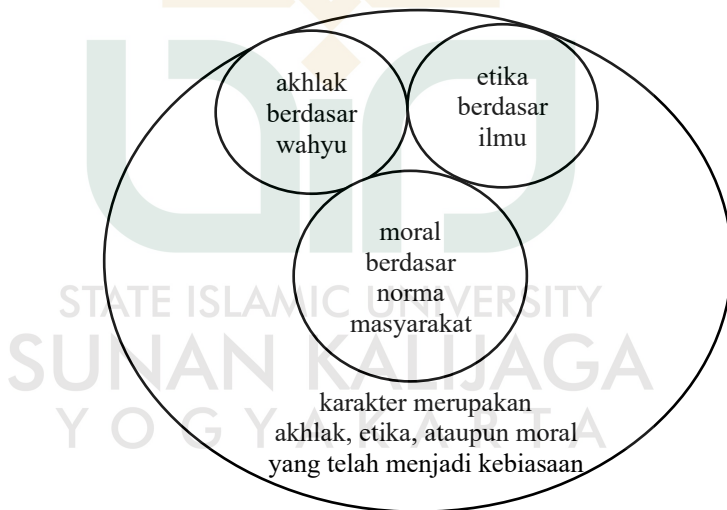 akhlak
berdasar
wahyu
etika
berdasar
ilmu
moral
berdasar
norma
masyarakat
STATE ISLAMIC UNIVERSITY
SUNAN KALIJAGA
YOGYAKARTA
karakter merupakan
akhlak, etika, ataupun moral
yang telah menjadi kebiasaan